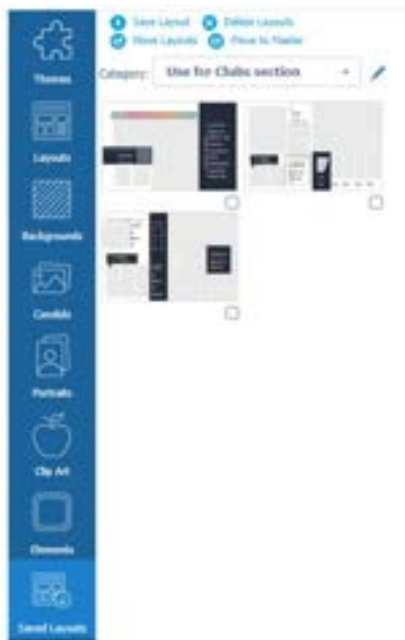 Save Layout Delete Layouts
Move Layouts Move to Master
Category: Use for Clubs section
Themes
Layouts
Backgrounds
Candids
Portraits
Clip Art
Elements
Saved Layouts